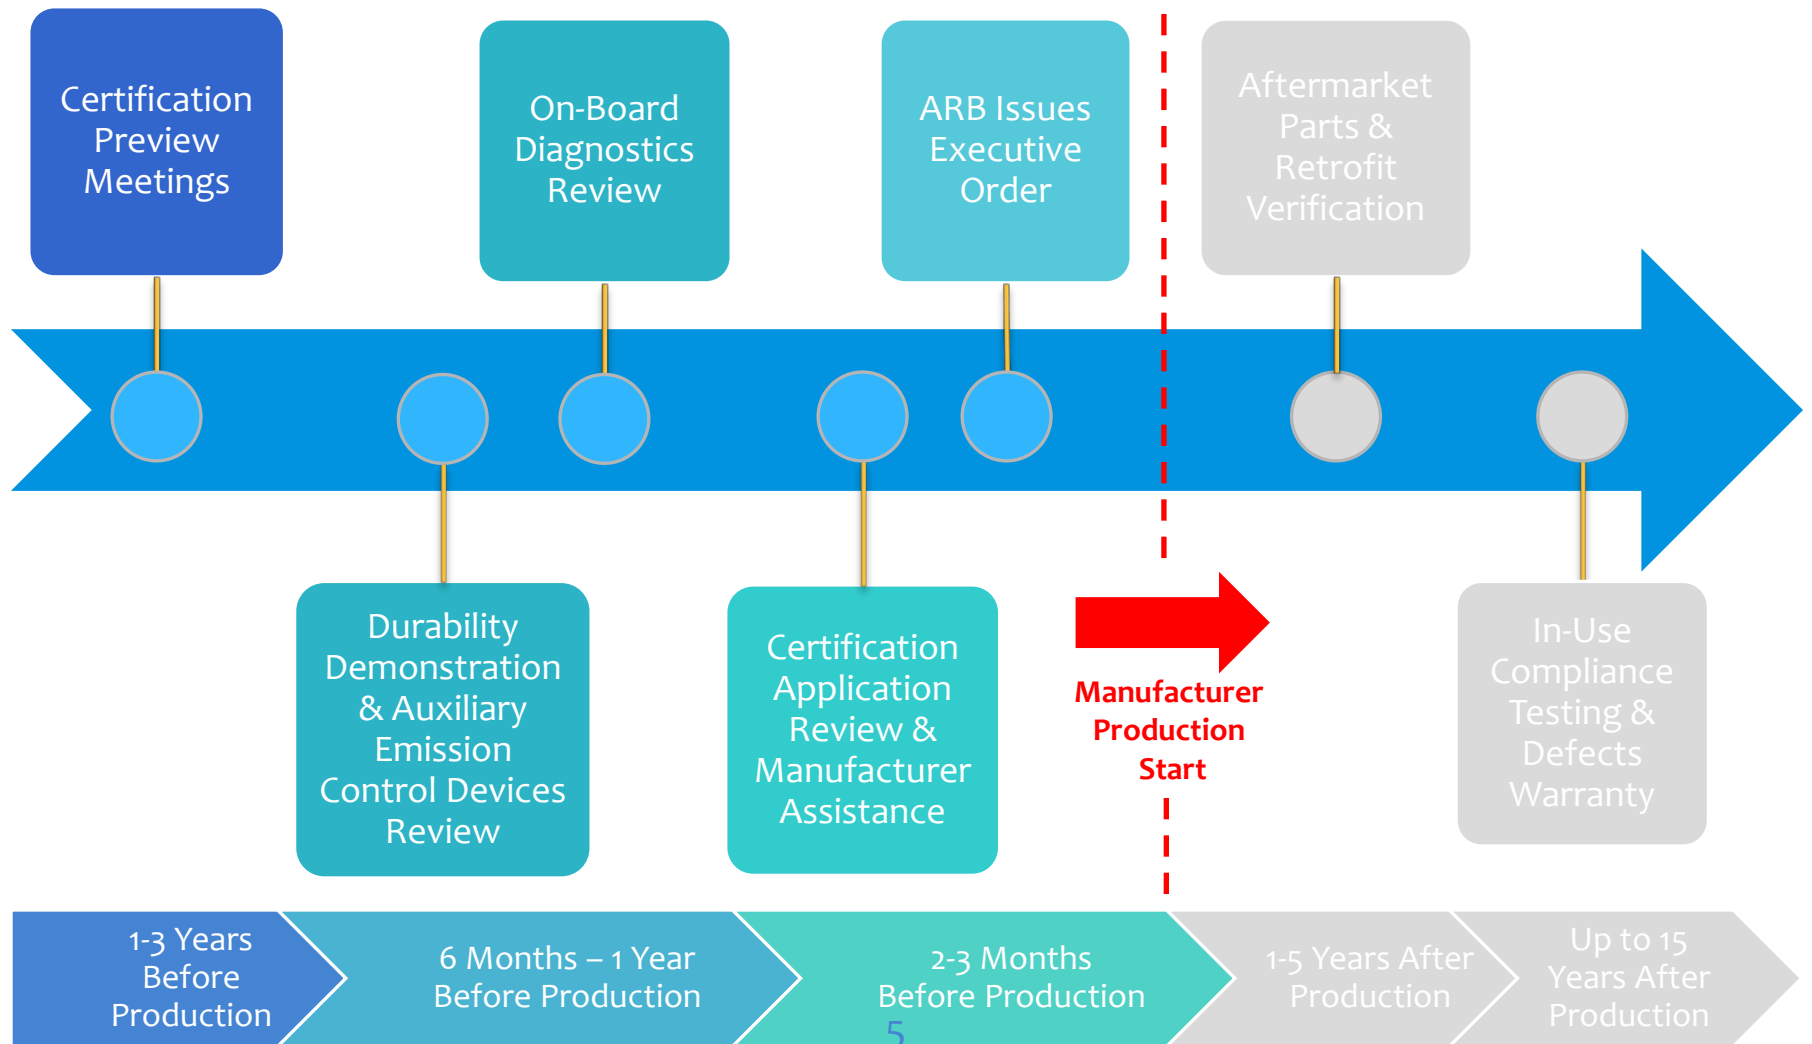 Certification
Preview
Meetings
On-Board
Diagnostics
Review
ARB Issues
Executive
Order
Aftermarket
Parts &
Retrofit
Verification
Durability
Demonstration
& Auxiliary
Emission
Control Devices
Review
Certification
Application
Review &
Manufacturer
Assistance
Manufacturer
Production
Start
In-Use
Compliance
Testing &
Defects
Warranty
1-3 Years
Before
Production
6 Months – 1 Year
Before Production
2-3 Months
Before Production
1-5 Years After
Production
Up to 15
Years After
Production
5